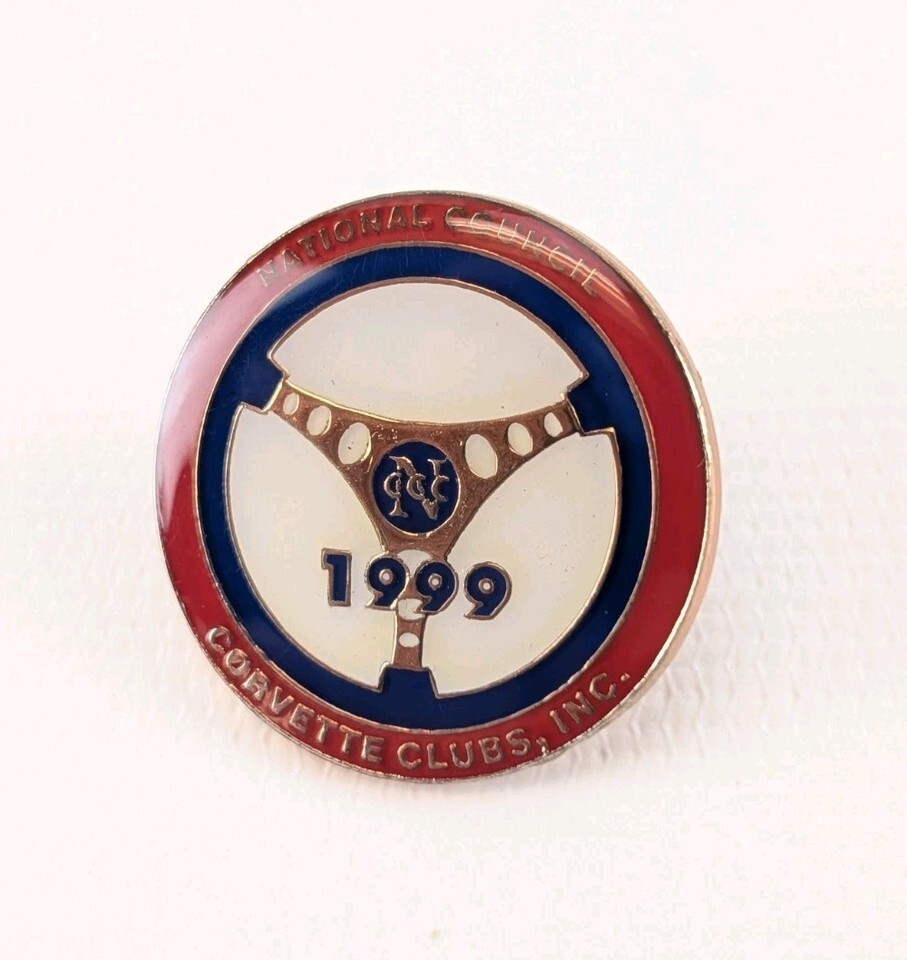 NATIONAL COUNCIL
NCCC
1999
CORVETTE CLUBS, INC.